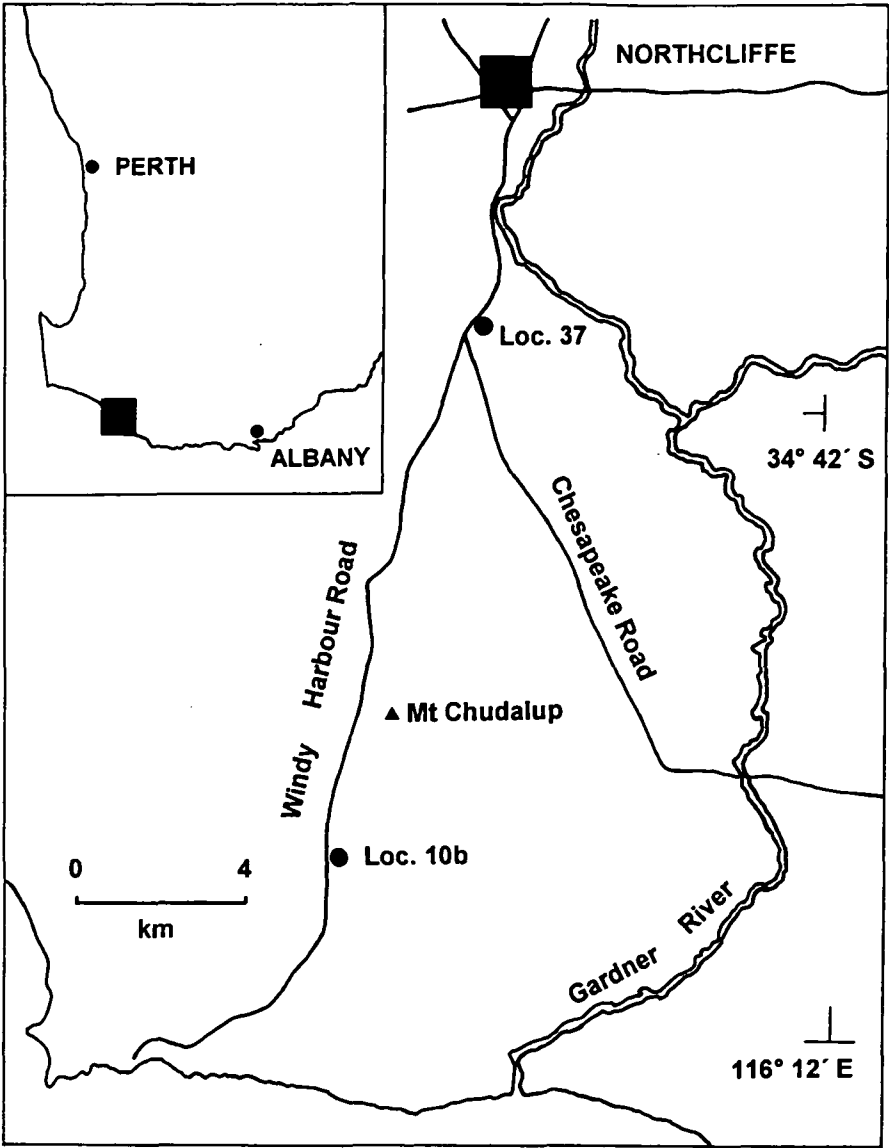 NORTHCLIFFE
PERTH
Loc. 37
ALBANY
34° 42´ S
Chesapeake Road
Windy Harbour Road
Mt Chudalup
Loc. 10b
0 4
km
Gardner River
116° 12´ E